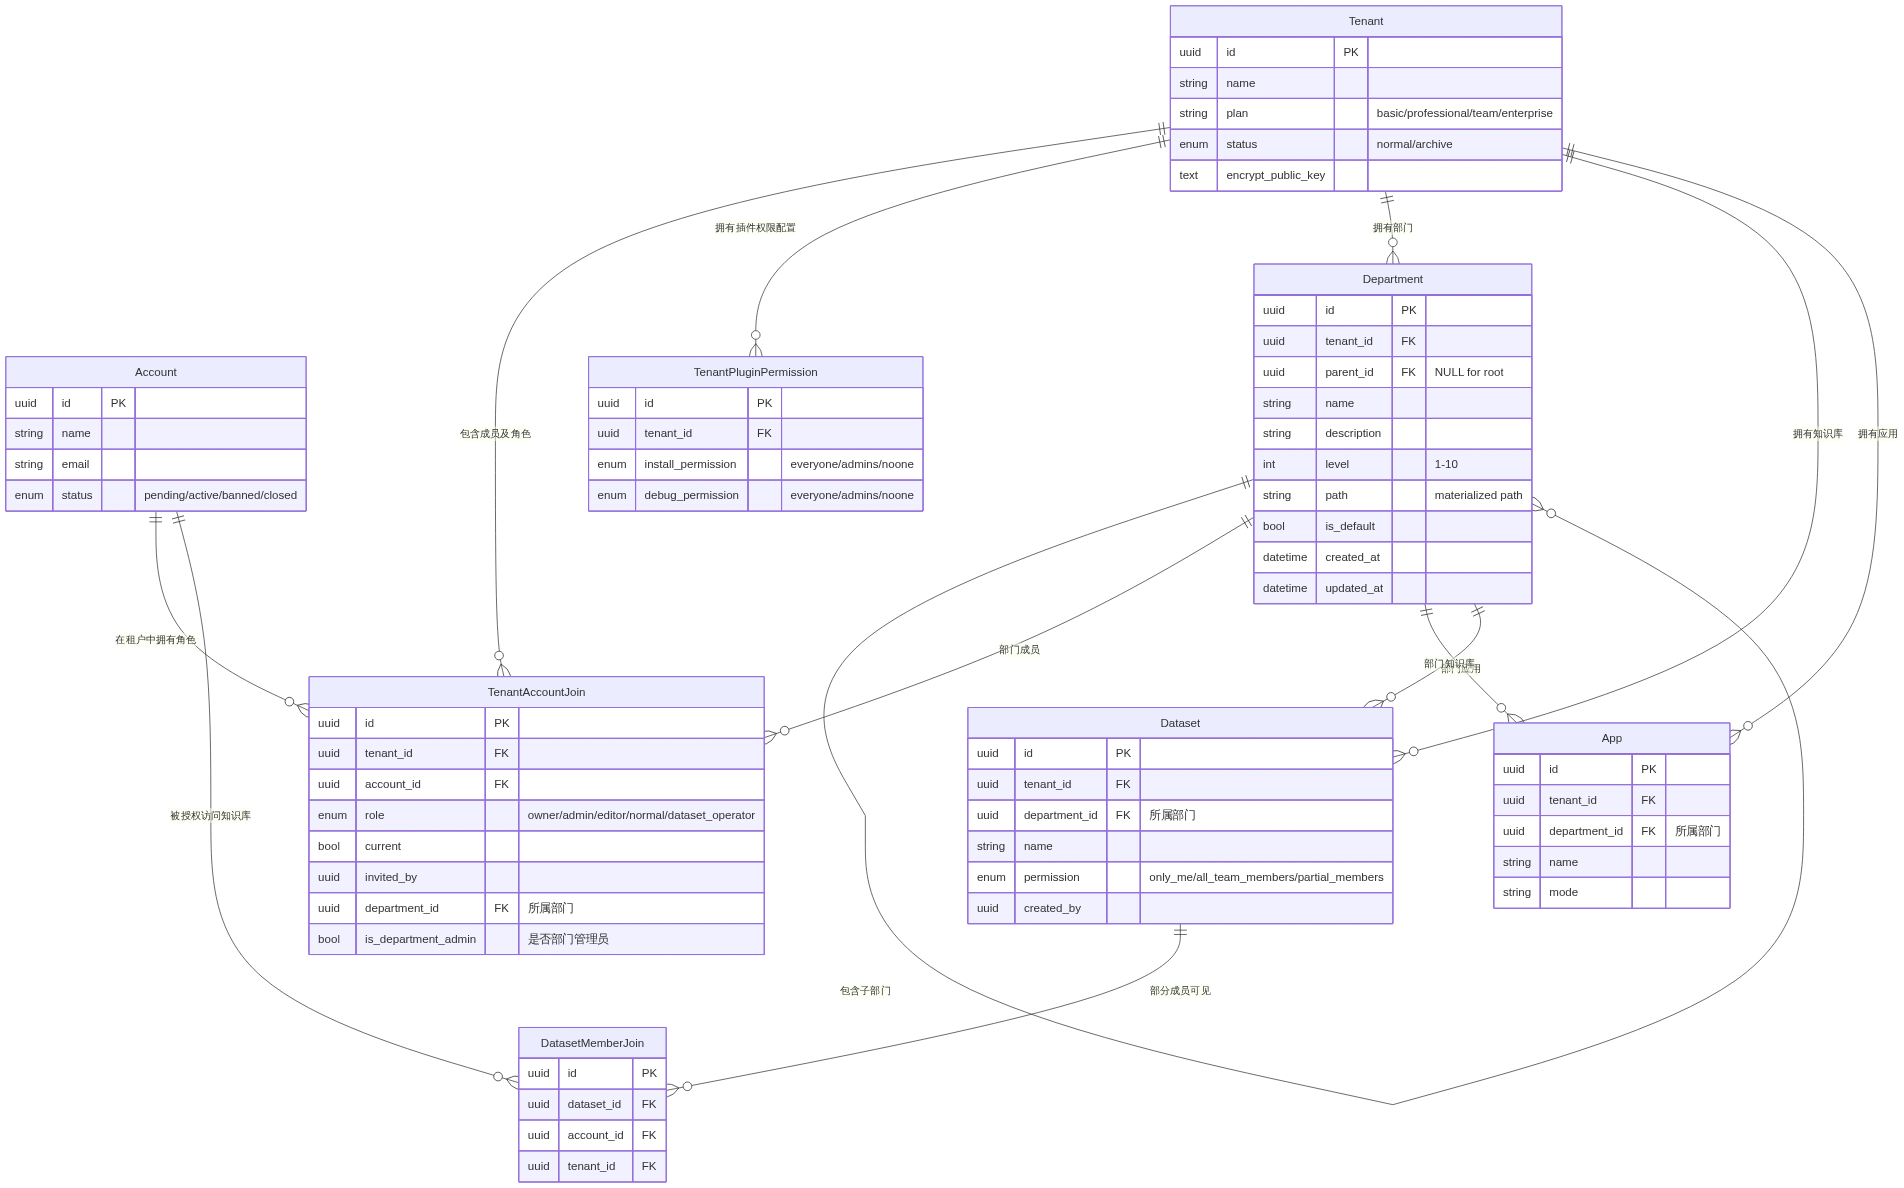 Tenant
uuid id PK
string name
string plan basic/professional/team/enterprise
enum status normal/archive
text encrypt_public_key
拥有插件权限配置
拥有部门
Department
uuid id PK
uuid tenant_id FK
uuid parent_id FK NULL for root
string name
string description
int level 1-10
string path materialized path
bool is_default
datetime created_at
datetime updated_at
Account
uuid id PK
string name
string email
enum status pending/active/banned/closed
TenantPluginPermission
uuid id PK
uuid tenant_id FK
enum install_permission everyone/admins/noone
enum debug_permission everyone/admins/noone
包含成员及角色
拥有知识库
拥有应用
在租户中拥有角色
部门成员
部门知识库
部门应用
TenantAccountJoin
uuid id PK
uuid tenant_id FK
uuid account_id FK
enum role owner/admin/editor/normal/dataset_operator
bool current
uuid invited_by
uuid department_id FK 所属部门
bool is_department_admin 是否部门管理员
Dataset
uuid id PK
uuid tenant_id FK
uuid department_id FK 所属部门
string name
enum permission only_me/all_team_members/partial_members
uuid created_by
App
uuid id PK
uuid tenant_id FK
uuid department_id FK 所属部门
string name
string mode
被授权访问知识库
包含子部门
部分成员可见
DatasetMemberJoin
uuid id PK
uuid dataset_id FK
uuid account_id FK
uuid tenant_id FK